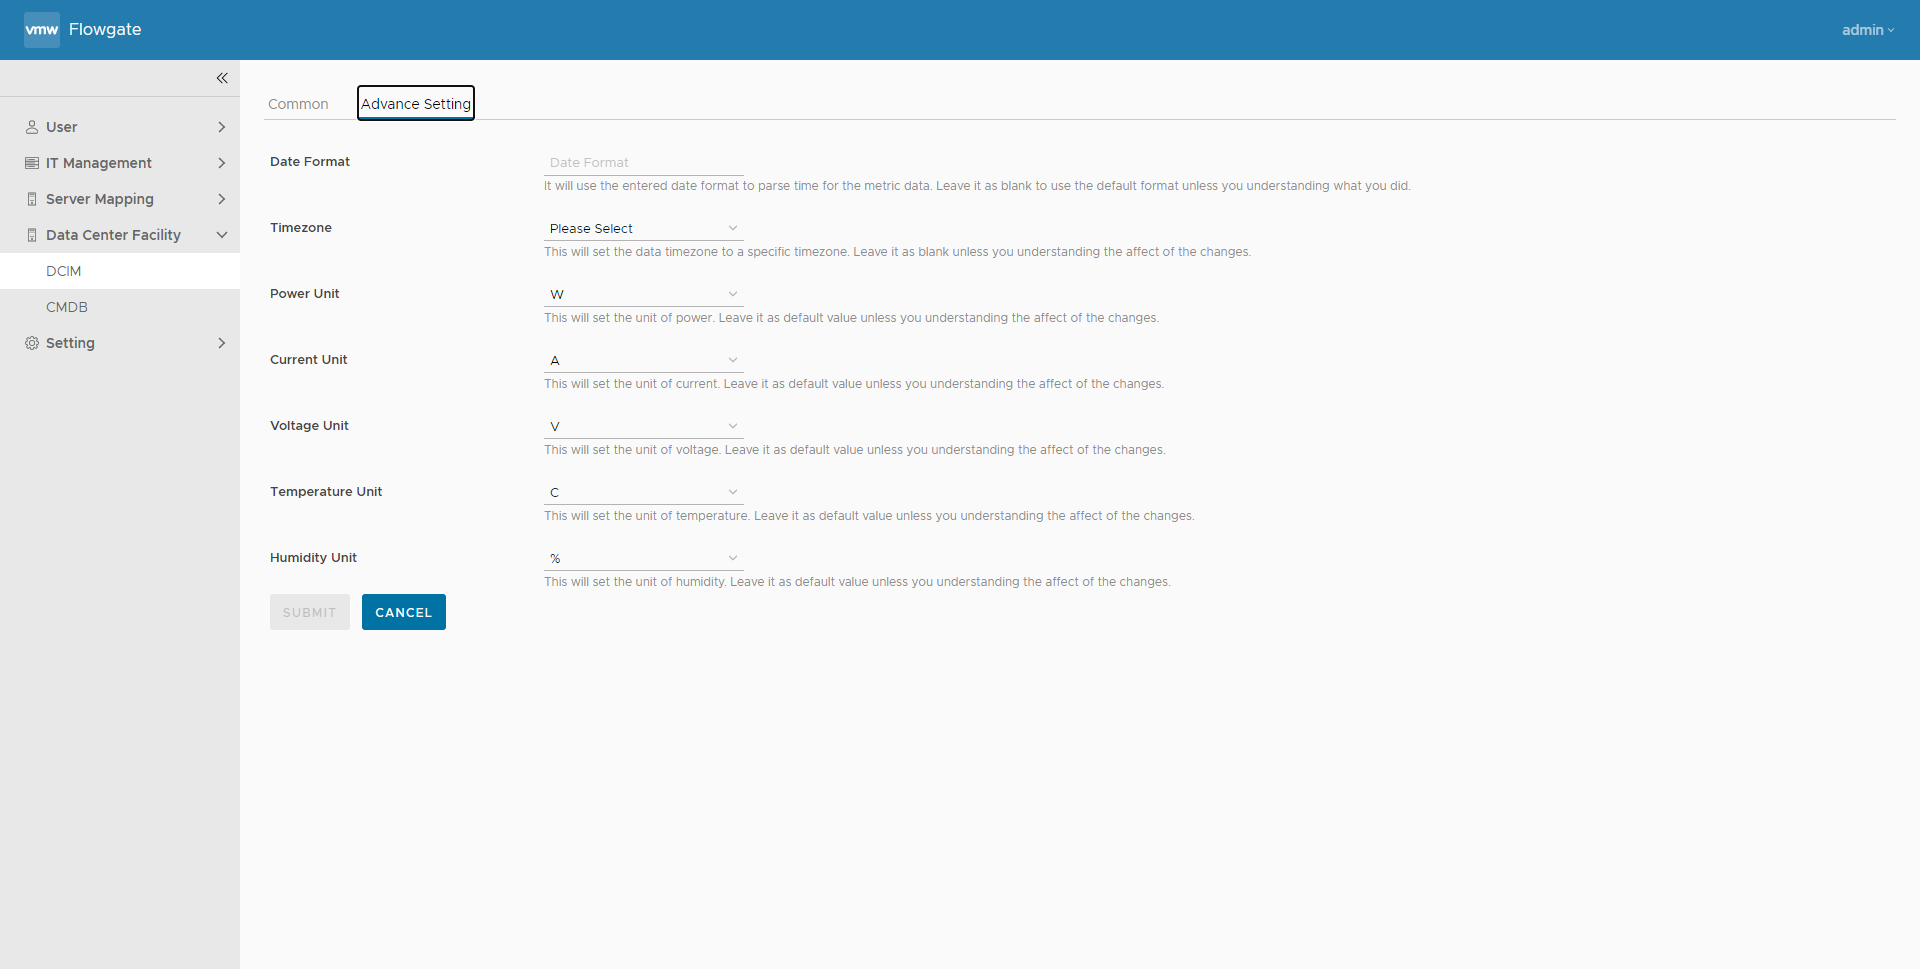 vmw Flowgate
admin
User
IT Management
Server Mapping
Data Center Facility
DCIM
CMDB
Setting
Common Advance Setting
Date Format Date Format
It will use the entered date format to parse time for the metric data. Leave it as blank to use the default format unless you understanding what you did.
Timezone Please Select
This will set the data timezone to a specific timezone. Leave it as blank unless you understanding the affect of the changes.
Power Unit W
This will set the unit of power. Leave it as default value unless you understanding the affect of the changes.
Current Unit A
This will set the unit of current. Leave it as default value unless you understanding the affect of the changes.
Voltage Unit V
This will set the unit of voltage. Leave it as default value unless you understanding the affect of the changes.
Temperature Unit C
This will set the unit of temperature. Leave it as default value unless you understanding the affect of the changes.
Humidity Unit %
This will set the unit of humidity. Leave it as default value unless you understanding the affect of the changes.
SUBMIT CANCEL